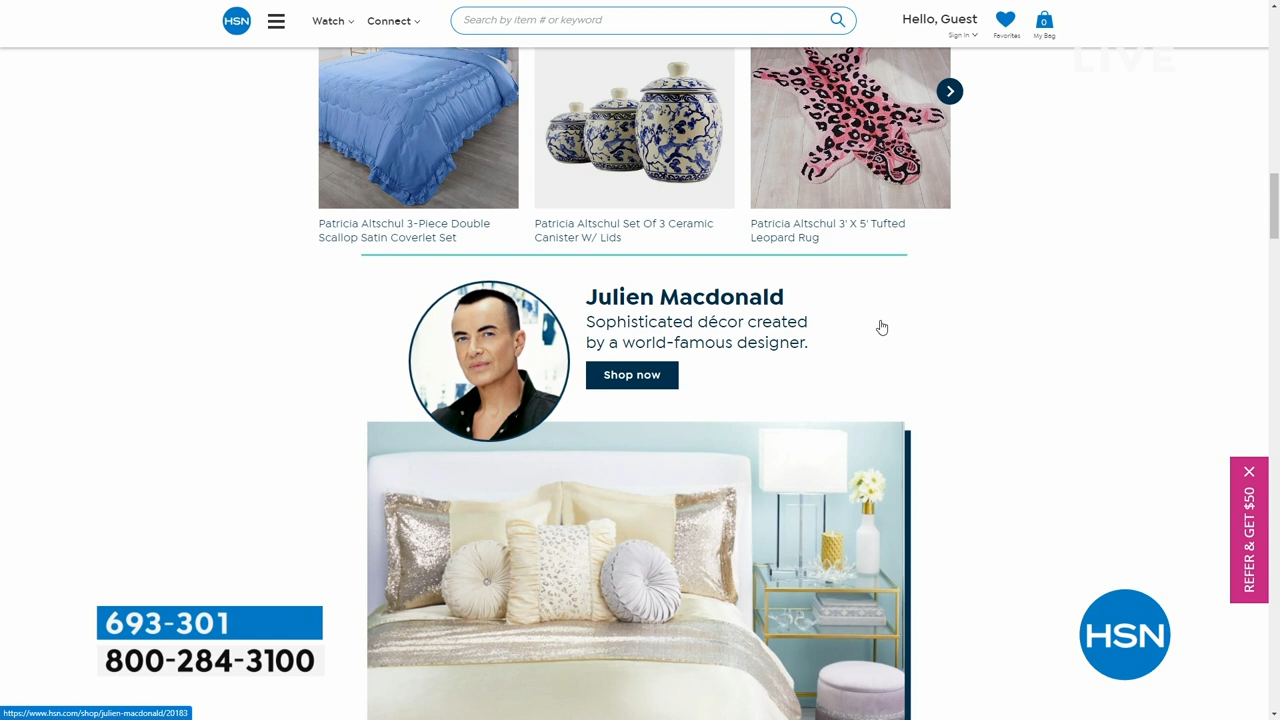 HSN
Watch
Connect
Search by item # or keyword
Hello, Guest
Sign In
Favorites
0
My Bag
LIVE
Patricia Altschul 3-Piece Double
Scallop Satin Coverlet Set
Patricia Altschul Set Of 3 Ceramic
Canister W/ Lids
Patricia Altschul 3' X 5' Tufted
Leopard Rug
Julien Macdonald
Sophisticated décor created
by a world-famous designer.
Shop now
REFER & GET $50
693-301
800-284-3100
HSN
https://www.hsn.com/shop/julien-macdonald/20183